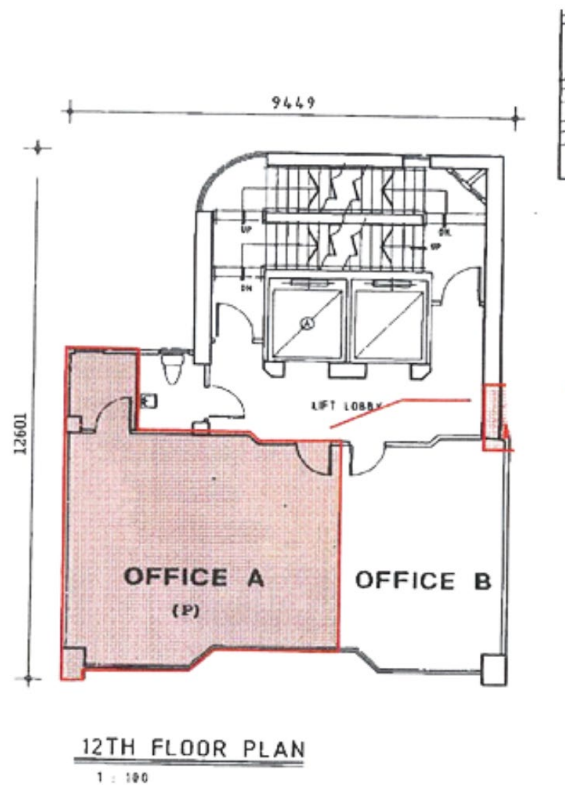 9449
12601
UP
DN.
UP
DN
LIFT LOBBY
OFFICE A
(P)
OFFICE B
12TH FLOOR PLAN
1 : 100